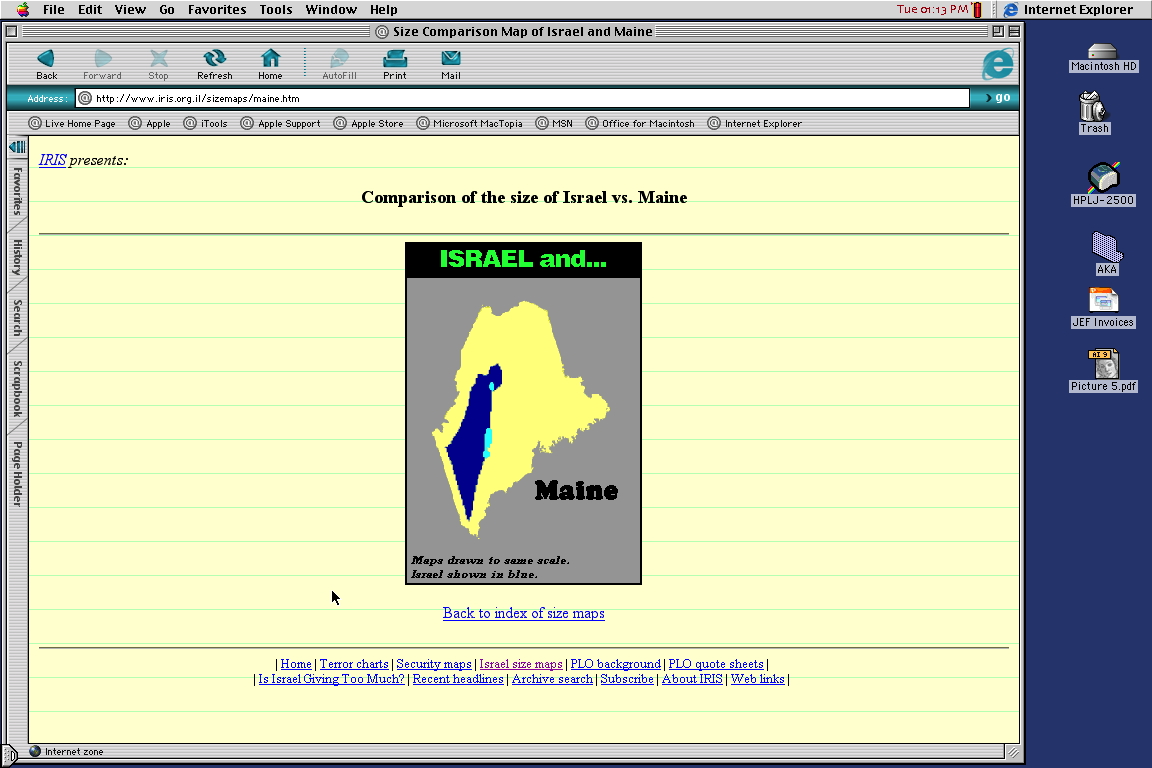 File Edit View Go Favorites Tools Window Help
Tue 01:13 PM
Internet Explorer
Size Comparison Map of Israel and Maine
Back Forward Stop Refresh Home AutoFill Print Mail
Address: http://www.iris.org.il/sizemaps/maine.htm go
Live Home Page Apple iTools Apple Support Apple Store Microsoft MacTopia MSN Office for Macintosh Internet Explorer
Favorites
History
Search
Scrapbook
Page Holder
IRIS presents:
Comparison of the size of Israel vs. Maine
ISRAEL and...
Maine
Maps drawn to same scale.
Israel shown in blue.
Back to index of size maps
| Home | Terror charts | Security maps | Israel size maps | PLO background | PLO quote sheets |
| Is Israel Giving Too Much? | Recent headlines | Archive search | Subscribe | About IRIS | Web links |
Internet zone
Macintosh HD
Trash
HPLJ-2500
AKA
JEF Invoices
AI 9
Picture 5.pdf